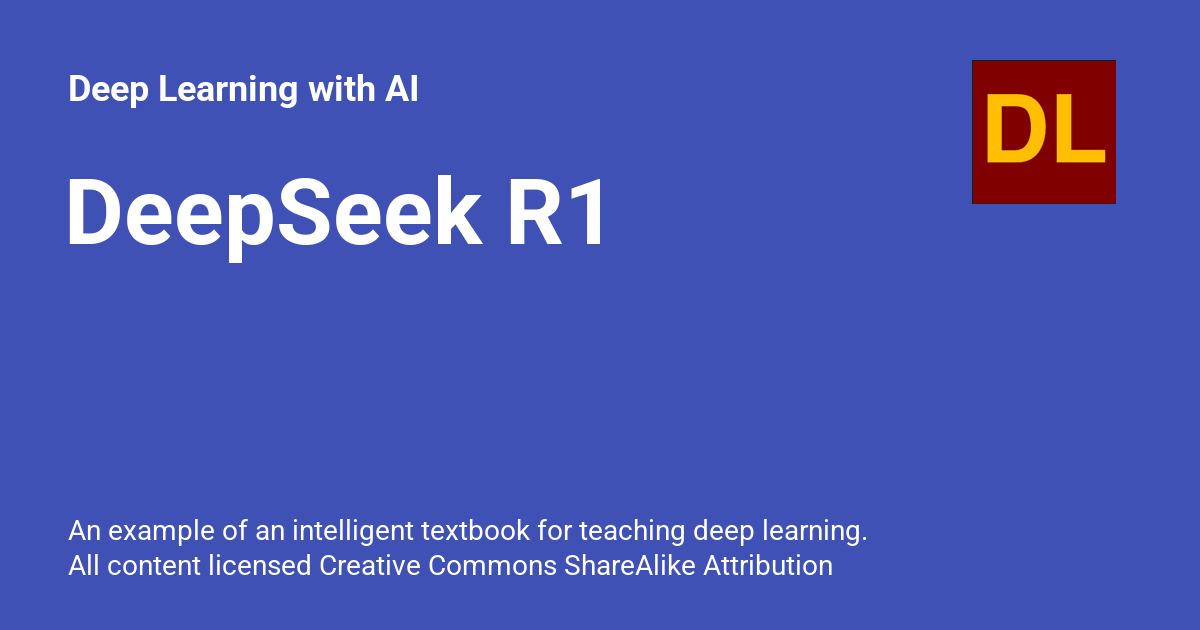 Deep Learning with AI
DL
DeepSeek R1
An example of an intelligent textbook for teaching deep learning.
All content licensed Creative Commons ShareAlike Attribution